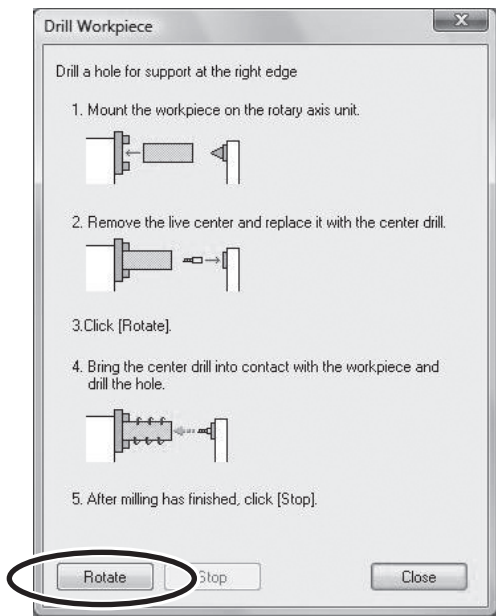 Drill Workpiece
X
Drill a hole for support at the right edge
1. Mount the workpiece on the rotary axis unit.
2. Remove the live center and replace it with the center drill.
3.Click [Rotate].
4. Bring the center drill into contact with the workpiece and
drill the hole.
5. After milling has finished, click [Stop].
Rotate Stop Close